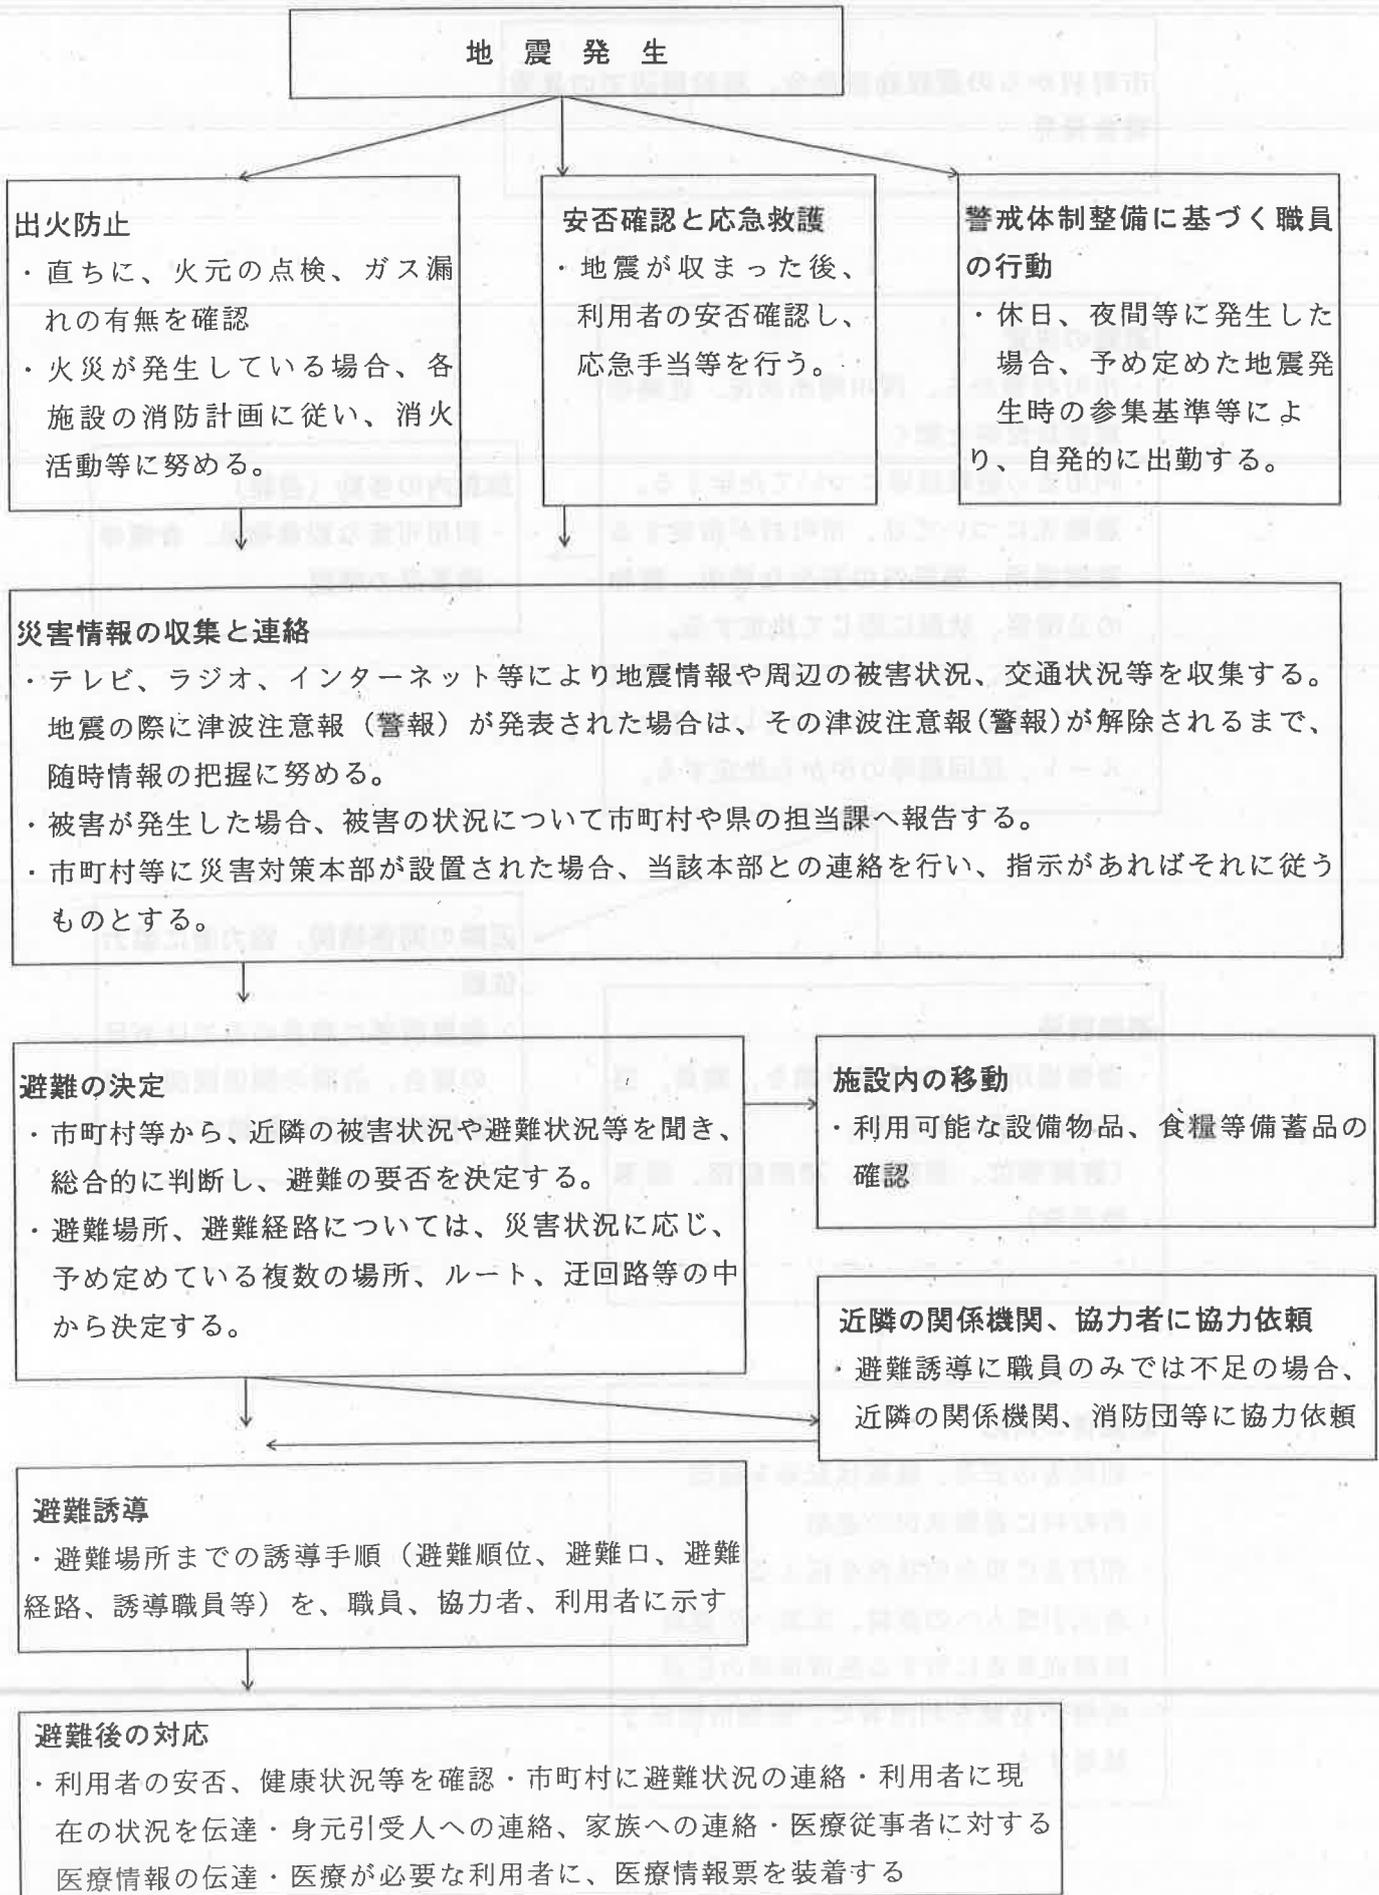 地 震 発 生
出火防止
・直ちに、火元の点検、ガス漏
れの有無を確認
・火災が発生している場合、各
施設の消防計画に従い、消火
活動等に努める。
安否確認と応急救護
・地震が収まった後、
利用者の安否確認し、
応急手当等を行う。
警戒体制整備に基づく職員
の行動
・休日、夜間等に発生した
場合、予め定めた地震発
生時の参集基準等によ
り、自発的に出勤する。
災害情報の収集と連絡
・テレビ、ラジオ、インターネット等により地震情報や周辺の被害状況、交通状況等を収集する。
地震の際に津波注意報（警報）が発表された場合は、その津波注意報(警報)が解除されるまで、
随時情報の把握に努める。
・被害が発生した場合、被害の状況について市町村や県の担当課へ報告する。
・市町村等に災害対策本部が設置された場合、当該本部との連絡を行い、指示があればそれに従う
ものとする。
避難の決定
・市町村等から、近隣の被害状況や避難状況等を聞き、
総合的に判断し、避難の要否を決定する。
・避難場所、避難経路については、災害状況に応じ、
予め定めている複数の場所、ルート、迂回路等の中
から決定する。
施設内の移動
・利用可能な設備物品、食糧等備蓄品の
確認
近隣の関係機関、協力者に協力依頼
・避難誘導に職員のみでは不足の場合、
近隣の関係機関、消防団等に協力依頼
避難誘導
・避難場所までの誘導手順（避難順位、避難口、避難
経路、誘導職員等）を、職員、協力者、利用者に示す
避難後の対応
・利用者の安否、健康状況等を確認・市町村に避難状況の連絡・利用者に現
在の状況を伝達・身元引受人への連絡、家族への連絡・医療従事者に対する
医療情報の伝達・医療が必要な利用者に、医療情報票を装着する